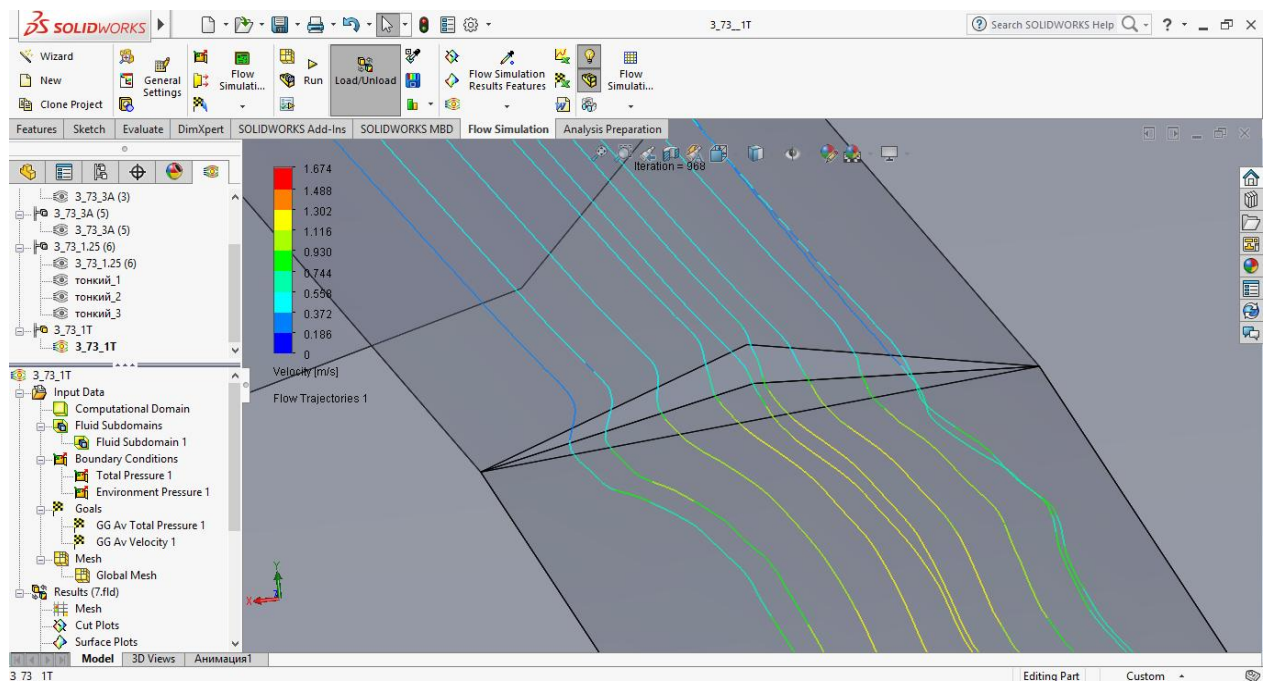 SOLIDWORKS
3_73__1T
Search SOLIDWORKS Help
Wizard
New
Clone Project
General Settings
Flow Simulati...
Run
Load/Unload
Flow Simulation Results Features
Flow Simulati...
Features Sketch Evaluate DimXpert SOLIDWORKS Add-Ins SOLIDWORKS MBD Flow Simulation Analysis Preparation
3_73_3A (3)
3_73_3A (5)
3_73_3A (5)
3_73_1.25 (6)
3_73_1.25 (6)
тонкий_1
тонкий_2
тонкий_3
3_73_1T
3_73_1T
3_73_1T
Input Data
Computational Domain
Fluid Subdomains
Fluid Subdomain 1
Boundary Conditions
Total Pressure 1
Environment Pressure 1
Goals
GG Av Total Pressure 1
GG Av Velocity 1
Mesh
Global Mesh
Results (7.fld)
Mesh
Cut Plots
Surface Plots
Iteration = 968
1.674
1.488
1.302
1.116
0.930
0.744
0.558
0.372
0.186
0
Velocity [m/s]
Flow Trajectories 1
Y
X
Model 3D Views Анимация1
3_73__1T
Editing Part Custom